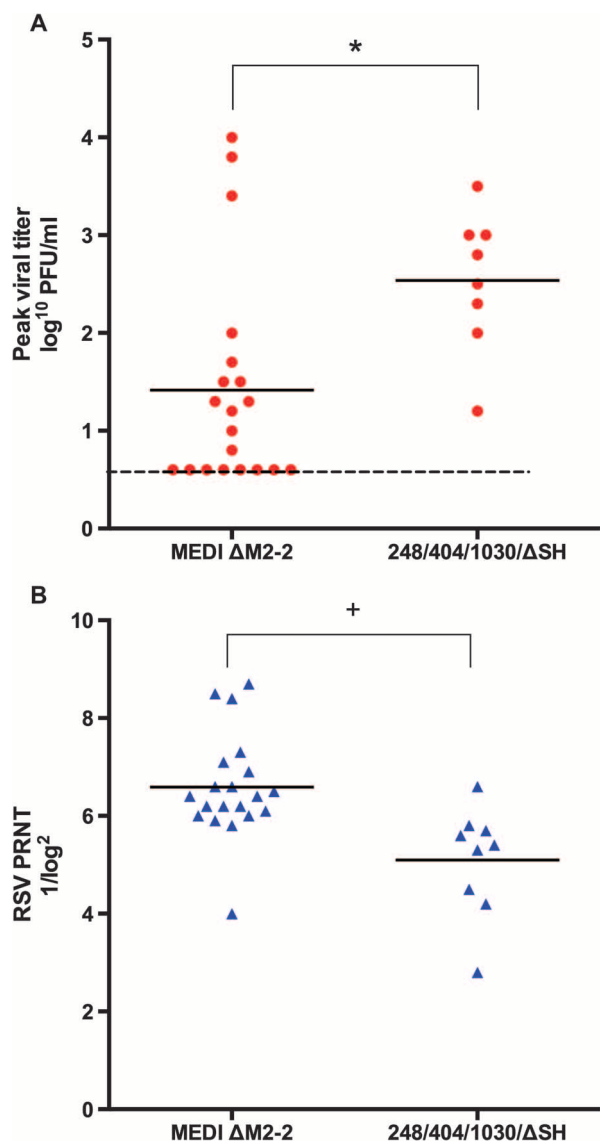 A
5
*
4
Peak viral titer
log¹⁰ PFU/ml
3
2
1
0
MEDI ΔM2-2 248/404/1030/ΔSH
B
10
+
8
RSV PRNT
1/log²
6
4
2
0
MEDI ΔM2-2 248/404/1030/ΔSH